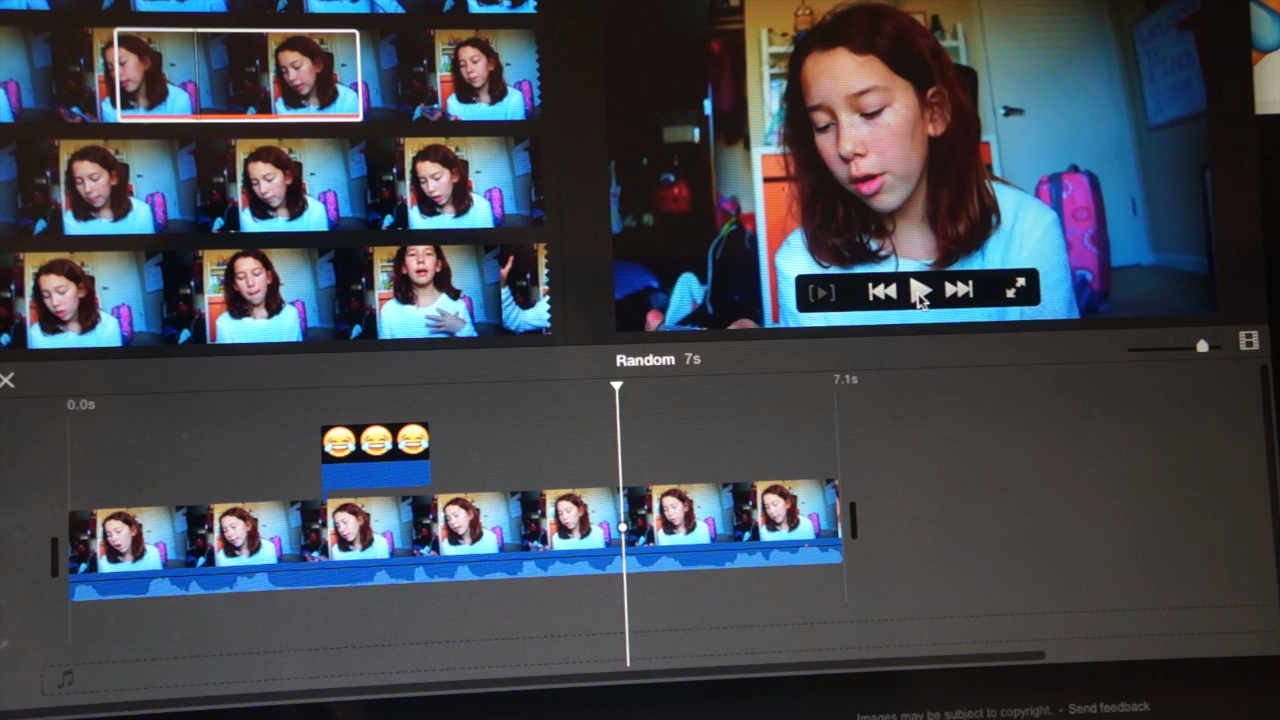 Random 7s
0.0s
7.1s
Images may be subject to copyright. - Send feedback